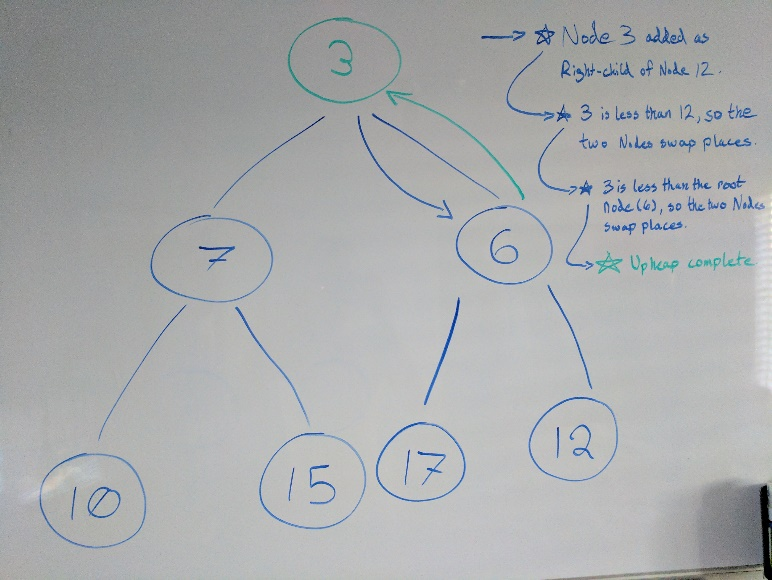 3
→ ☆ Node 3 added as
Right-child of Node 12.
→ ☆ 3 is less than 12, so the
two Nodes swap places.
→ ☆ 3 is less than the root
node (6), so the two Nodes
swap places.
→ ☆ Upheap complete
7
6
10
15
17
12